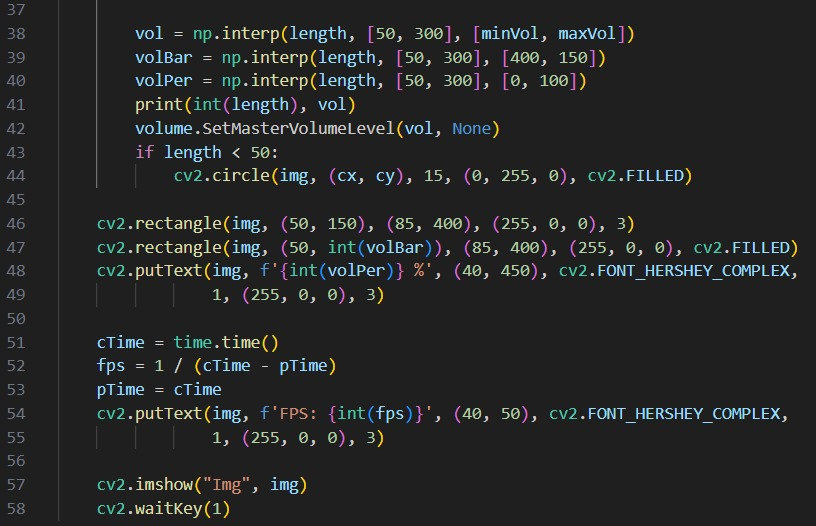 37
38 vol = np.interp(length, [50, 300], [minVol, maxVol])
39 volBar = np.interp(length, [50, 300], [400, 150])
40 volPer = np.interp(length, [50, 300], [0, 100])
41 print(int(length), vol)
42 volume.SetMasterVolumeLevel(vol, None)
43 if length < 50:
44 cv2.circle(img, (cx, cy), 15, (0, 255, 0), cv2.FILLED)
45
46 cv2.rectangle(img, (50, 150), (85, 400), (255, 0, 0), 3)
47 cv2.rectangle(img, (50, int(volBar)), (85, 400), (255, 0, 0), cv2.FILLED)
48 cv2.putText(img, f'{int(volPer)} %', (40, 450), cv2.FONT_HERSHEY_COMPLEX,
49 1, (255, 0, 0), 3)
50
51 cTime = time.time()
52 fps = 1 / (cTime - pTime)
53 pTime = cTime
54 cv2.putText(img, f'FPS: {int(fps)}', (40, 50), cv2.FONT_HERSHEY_COMPLEX,
55 1, (255, 0, 0), 3)
56
57 cv2.imshow("Img", img)
58 cv2.waitKey(1)